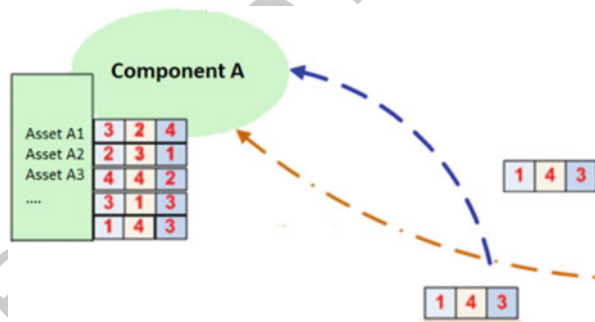 Component A
Asset A1 3 2 4
Asset A2 2 3 1
Asset A3 4 4 2
.... 3 1 3
1 4 3
1 4 3
1 4 3